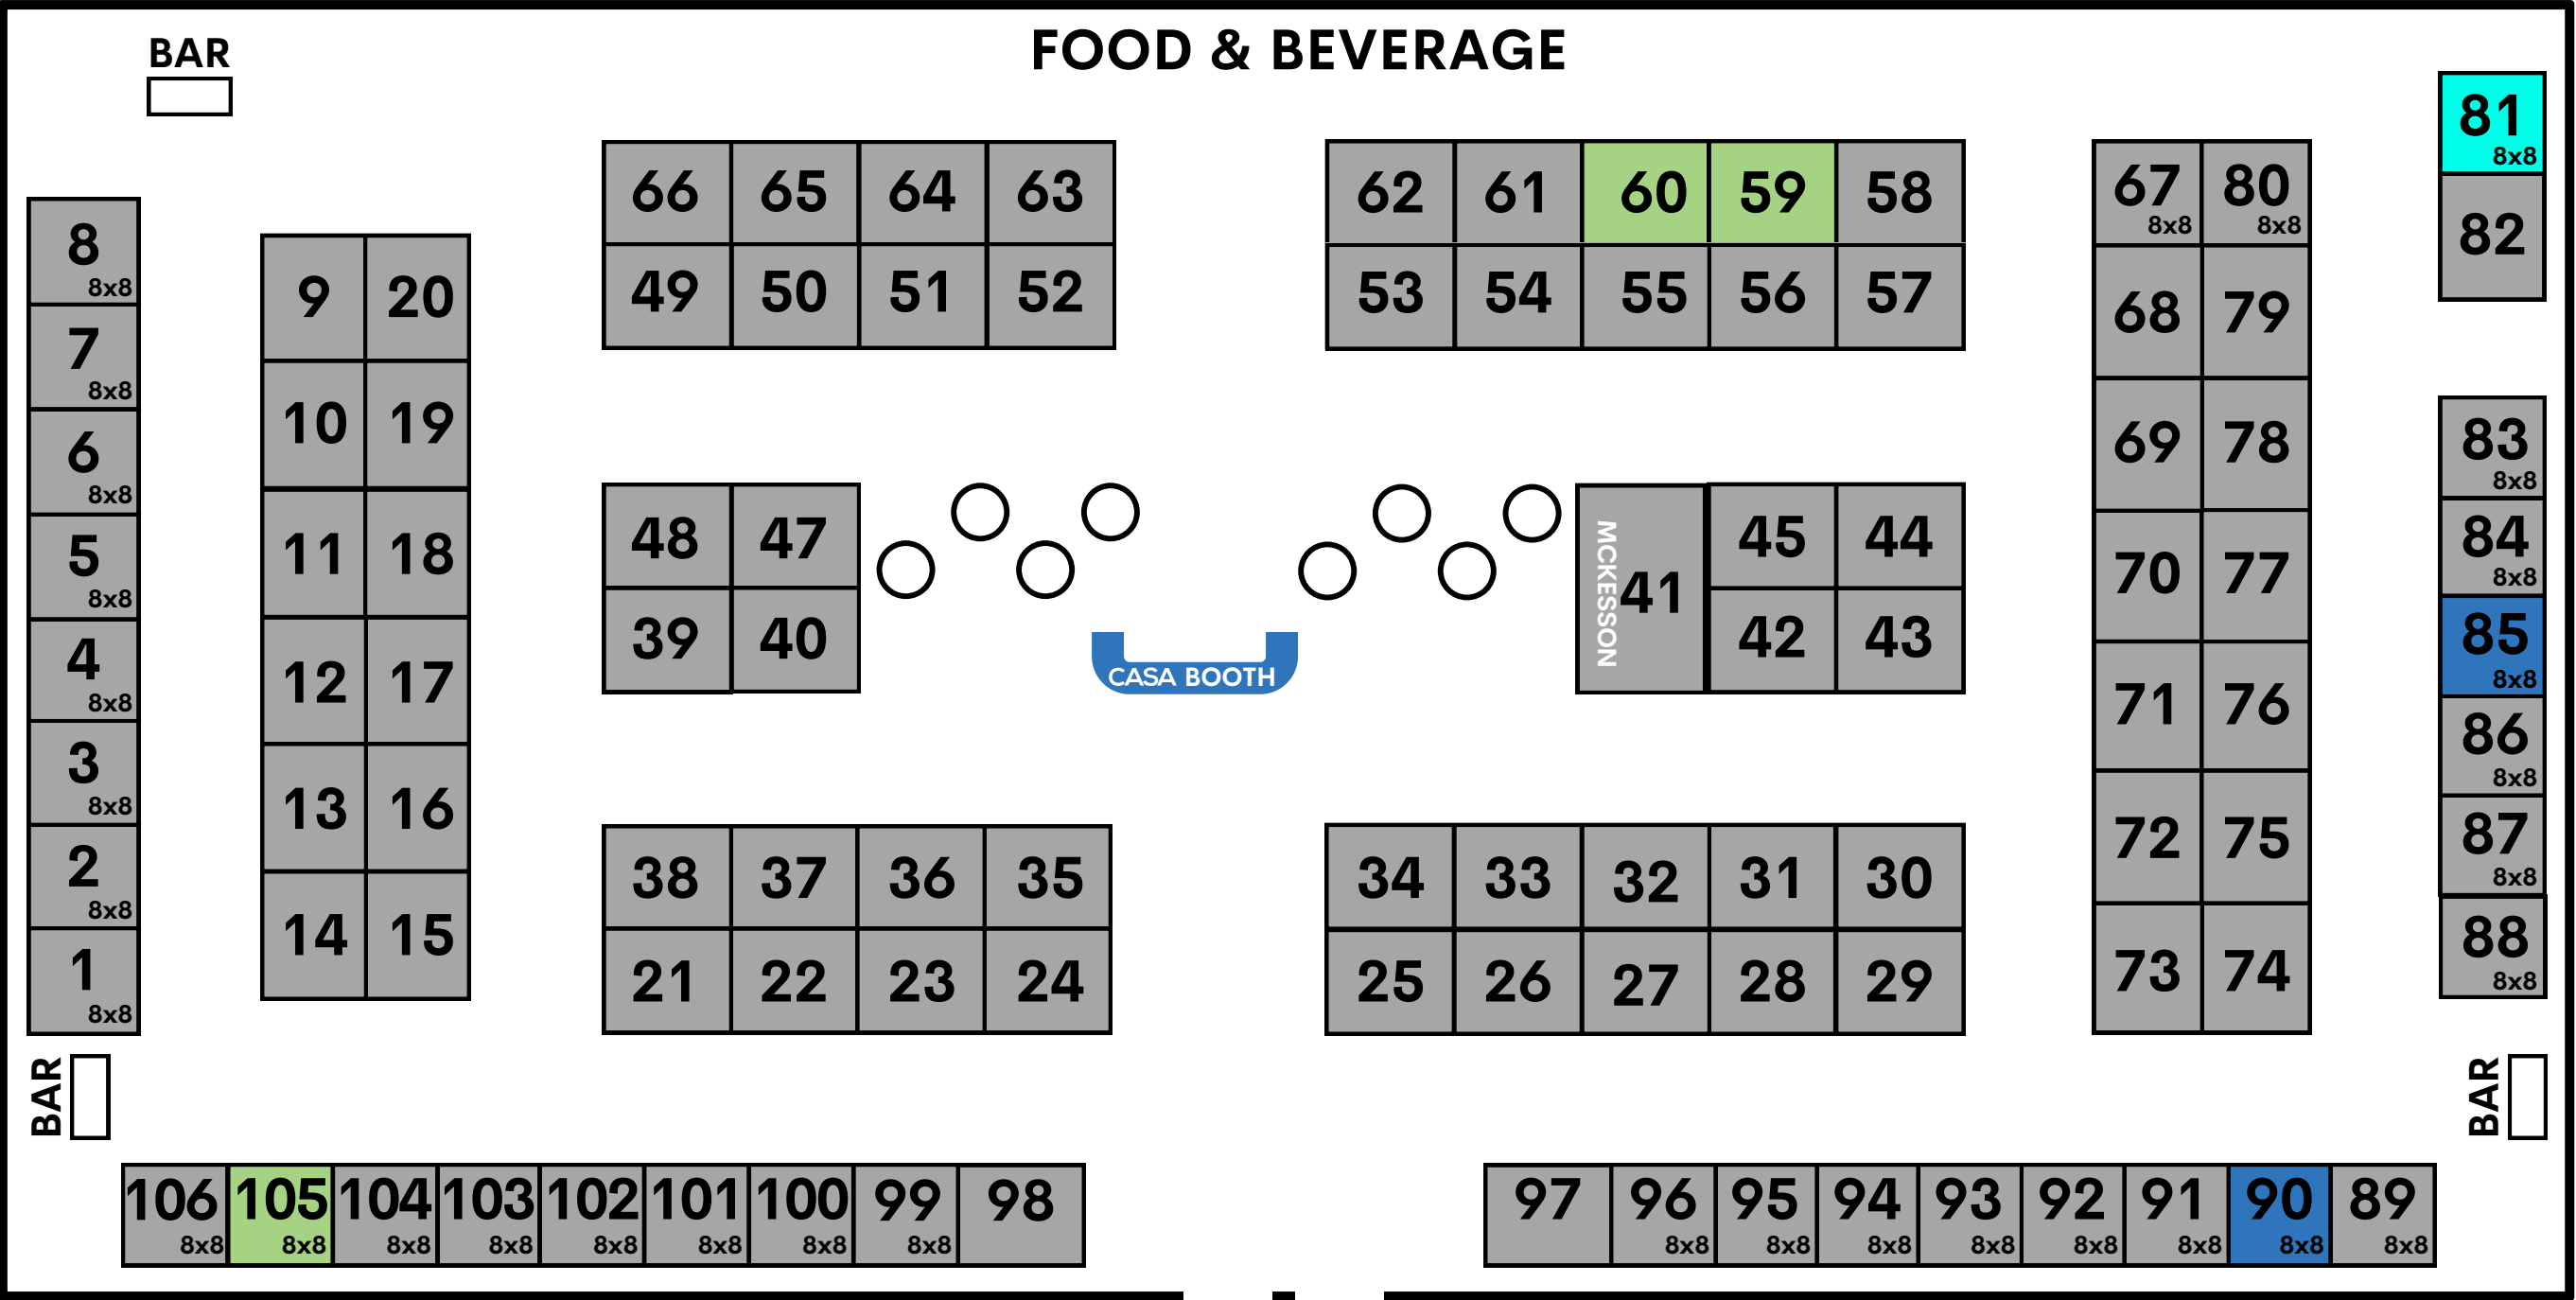 FOOD & BEVERAGE
BAR
81
8x8
82
66 65 64 63
49 50 51 52
62 61 60 59 58
53 54 55 56 57
67 80
8x8 8x8
68 79
69 78
70 77
71 76
72 75
73 74
8
8x8
7
8x8
6
8x8
5
8x8
4
8x8
3
8x8
2
8x8
1
8x8
9 20
10 19
11 18
12 17
13 16
14 15
48 47
39 40
CASA BOOTH
MCKESSON
41
45 44
42 43
83
8x8
84
8x8
85
8x8
86
8x8
87
8x8
88
8x8
38 37 36 35
21 22 23 24
34 33 32 31 30
25 26 27 28 29
BAR
BAR
106 105 104 103 102 101 100 99 98
8x8 8x8 8x8 8x8 8x8 8x8 8x8 8x8
97 96 95 94 93 92 91 90 89
8x8 8x8 8x8 8x8 8x8 8x8 8x8 8x8